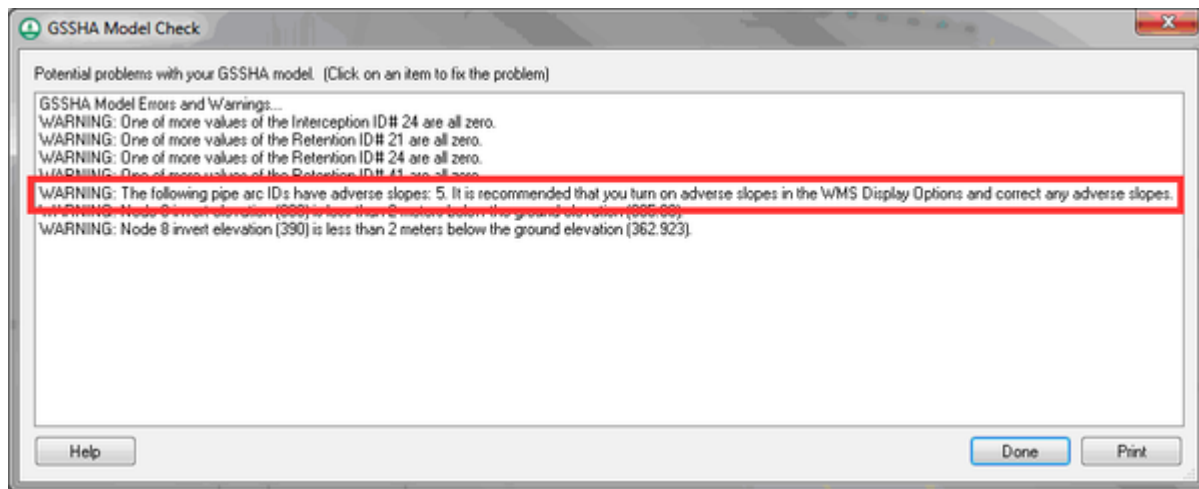 GSSHA Model Check
Potential problems with your GSSHA model. (Click on an item to fix the problem)
GSSHA Model Errors and Warnings...
WARNING: One of more values of the Interception ID# 24 are all zero.
WARNING: One of more values of the Retention ID# 21 are all zero.
WARNING: One of more values of the Retention ID# 24 are all zero.
WARNING: One of more values of the Retention ID# 41 are all zero.
WARNING: The following pipe arc IDs have adverse slopes: 5. It is recommended that you turn on adverse slopes in the WMS Display Options and correct any adverse slopes.
WARNING: Node invert elevation is less than 2 meters below the ground elevation
WARNING: Node 8 invert elevation (390) is less than 2 meters below the ground elevation (362.923).
Help
Done
Print